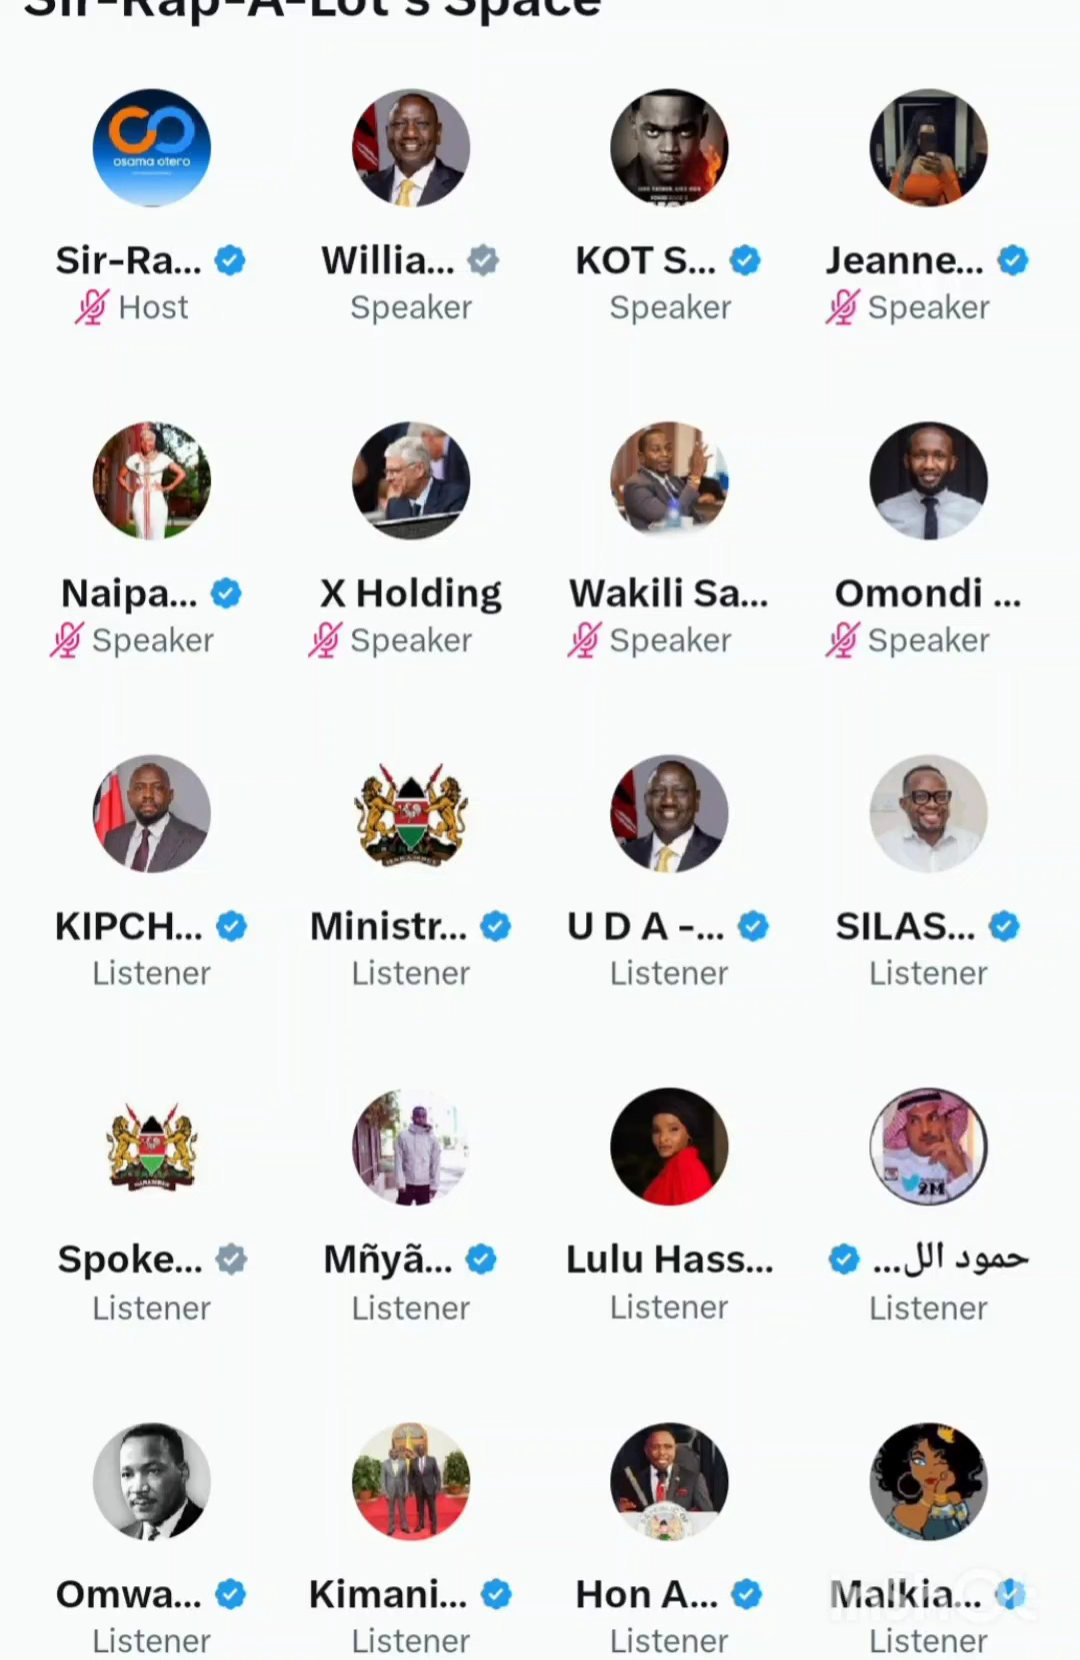 Sir-Rap-A-Lot's Space
osama otero
Sir-Ra...
Host
Willia...
Speaker
KOT S...
Speaker
Jeanne...
Speaker
Naipa...
Speaker
X Holding
Speaker
Wakili Sa...
Speaker
Omondi ...
Speaker
KIPCH...
Listener
Ministr...
Listener
U D A -...
Listener
SILAS...
Listener
Spoke...
Listener
Mñyã...
Listener
Lulu Hass...
Listener
حمود الل...
2M
Listener
Omwa...
Listener
Kimani...
Listener
Hon A...
Listener
Malkia...
Listener
InShOt